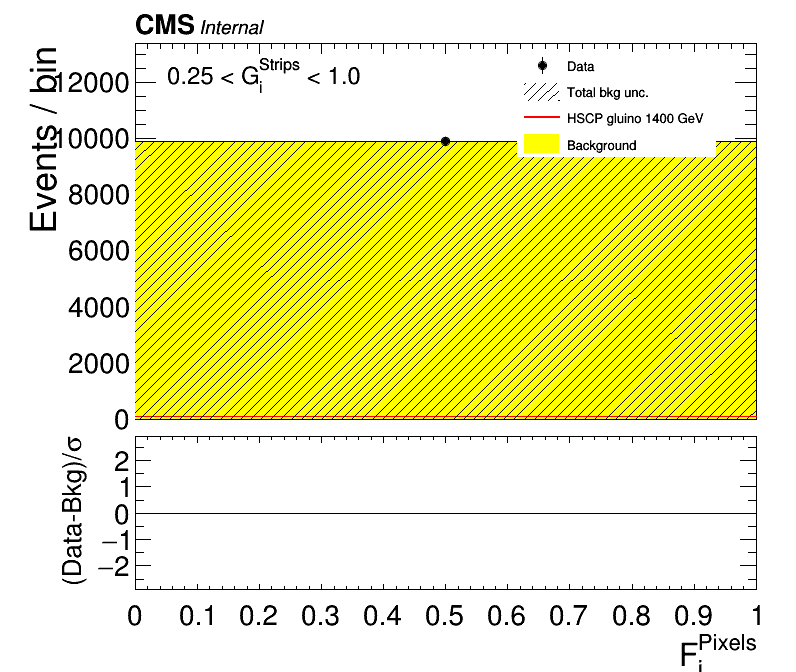 CMS Internal
Events / bin
0.25 < G_i^Strips < 1.0
Data
Total bkg unc.
HSCP gluino 1400 GeV
Background
12000
10000
8000
6000
4000
2000
0
(Data-Bkg)/σ
2
1
0
−1
−2
0 0.1 0.2 0.3 0.4 0.5 0.6 0.7 0.8 0.9 1
F_i^Pixels